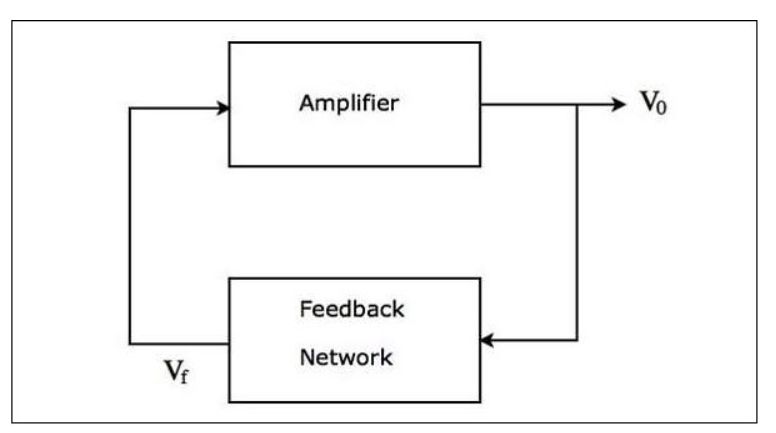 Amplifier
V₀
Feedback
Network
Vf